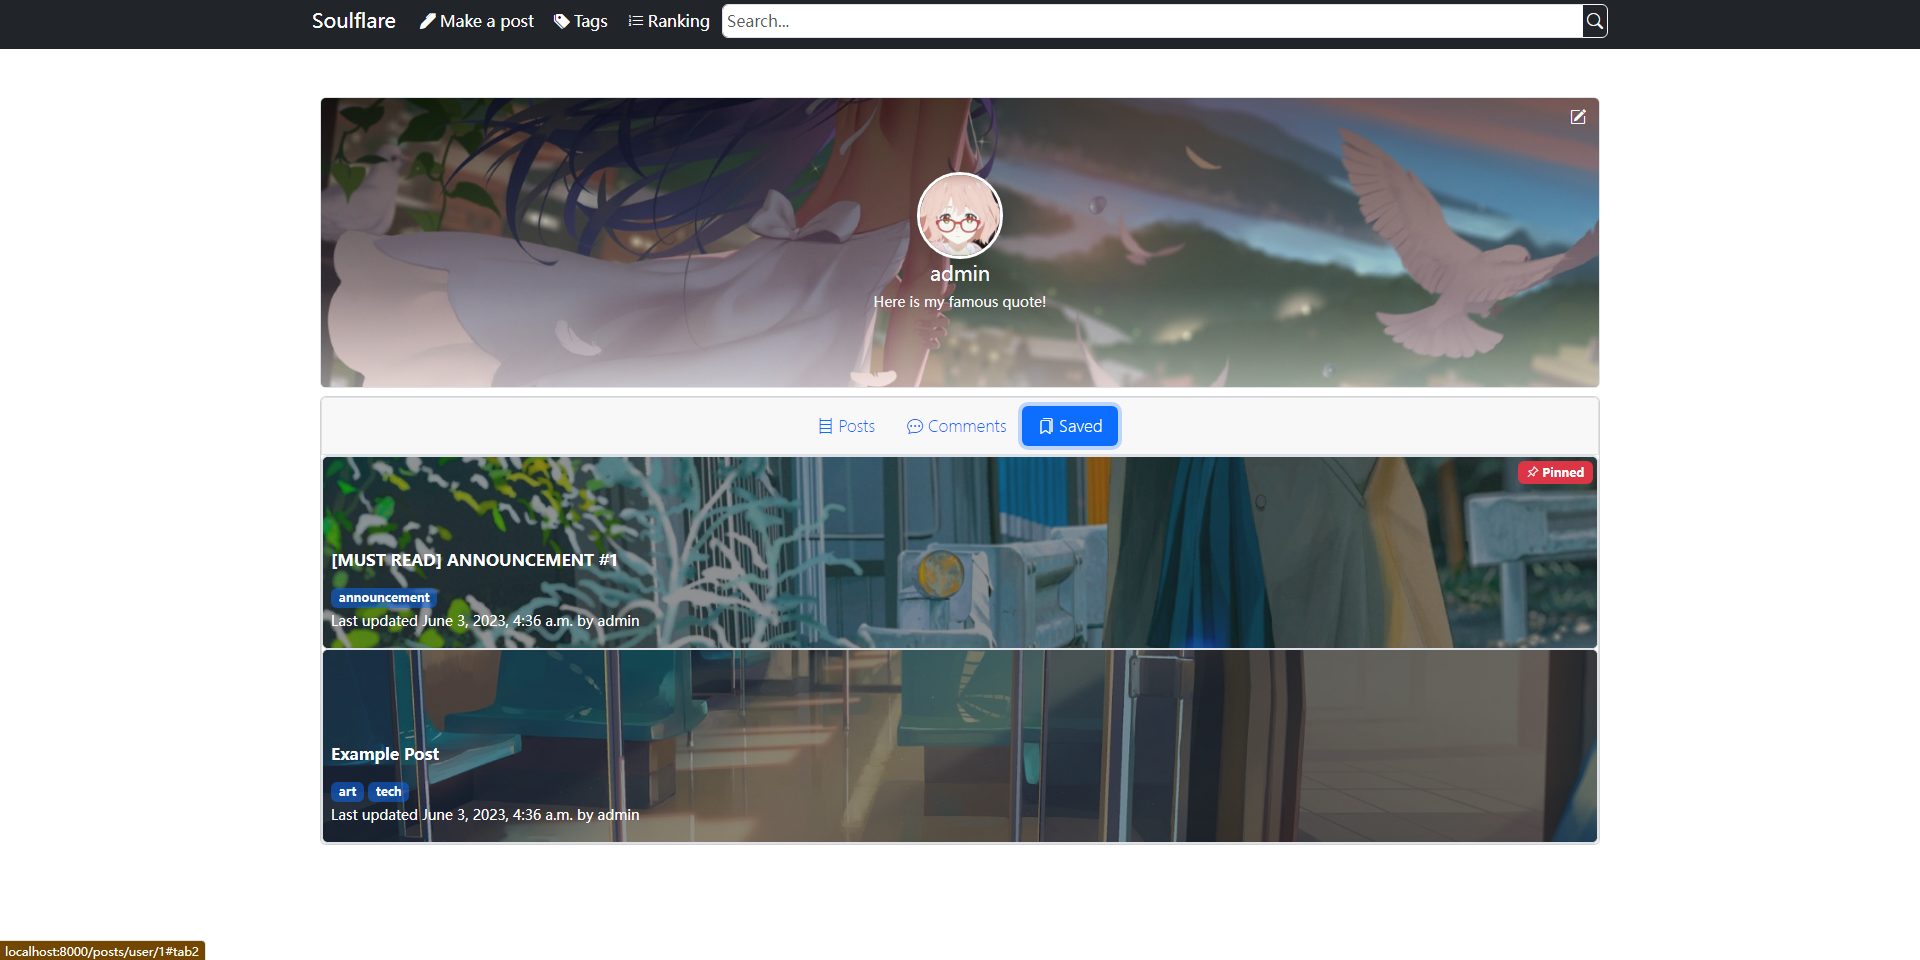 Soulflare Make a post Tags Ranking Search...
admin
Here is my famous quote!
Posts Comments Saved
Pinned
[MUST READ] ANNOUNCEMENT #1
announcement
Last updated June 3, 2023, 4:36 a.m. by admin
Example Post
art tech
Last updated June 3, 2023, 4:36 a.m. by admin
localhost:8000/posts/user/1#tab2